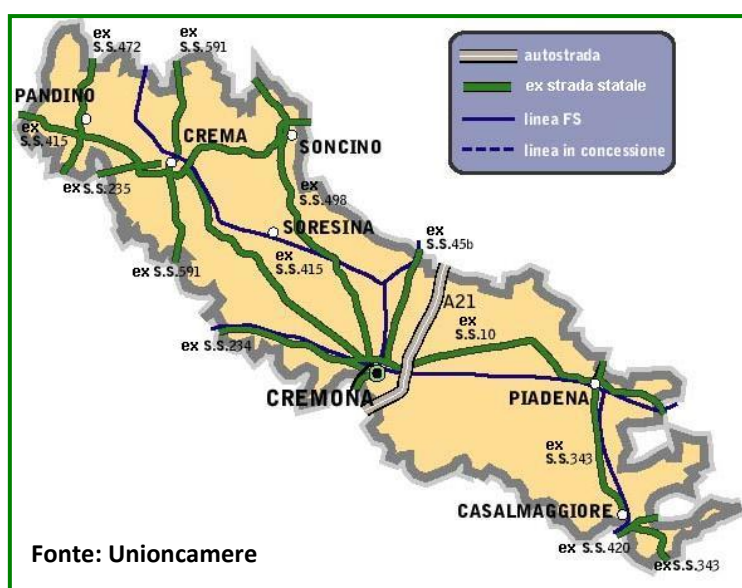 ex
S.S.472
ex
S.S.591
autostrada
ex strada statale
linea FS
linea in concessione
PANDINO
ex
S.S.415
CREMA
SONCINO
ex S.S.235
ex
S.S.498
SORESINA
ex
S.S.45b
ex S.S.591
ex
S.S.415
A21
ex
S.S.10
ex S.S.234
CREMONA
PIADENA
ex
S.S.343
CASALMAGGIORE
ex S.S.420
ex S.S.343
Fonte: Unioncamere